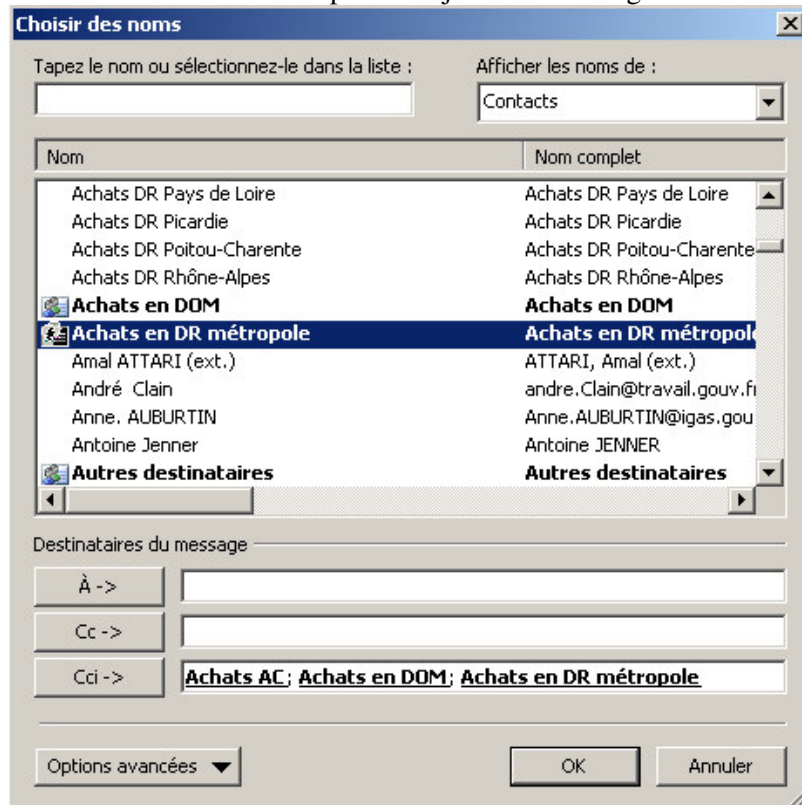 Choisir des noms
Tapez le nom ou sélectionnez-le dans la liste : Afficher les noms de :
Contacts
Nom Nom complet
Achats DR Pays de Loire Achats DR Pays de Loire
Achats DR Picardie Achats DR Picardie
Achats DR Poitou-Charente Achats DR Poitou-Charente
Achats DR Rhône-Alpes Achats DR Rhône-Alpes
Achats en DOM Achats en DOM
Achats en DR métropole Achats en DR métropol
Amal ATTARI (ext.) ATTARI, Amal (ext.)
André Clain andre.Clain@travail.gouv.f
Anne. AUBURTIN Anne.AUBURTIN@igas.gou
Antoine Jenner Antoine JENNER
Autres destinataires Autres destinataires
Destinataires du message
À ->
Cc ->
Cci -> Achats AC; Achats en DOM; Achats en DR métropole
Options avancées OK Annuler